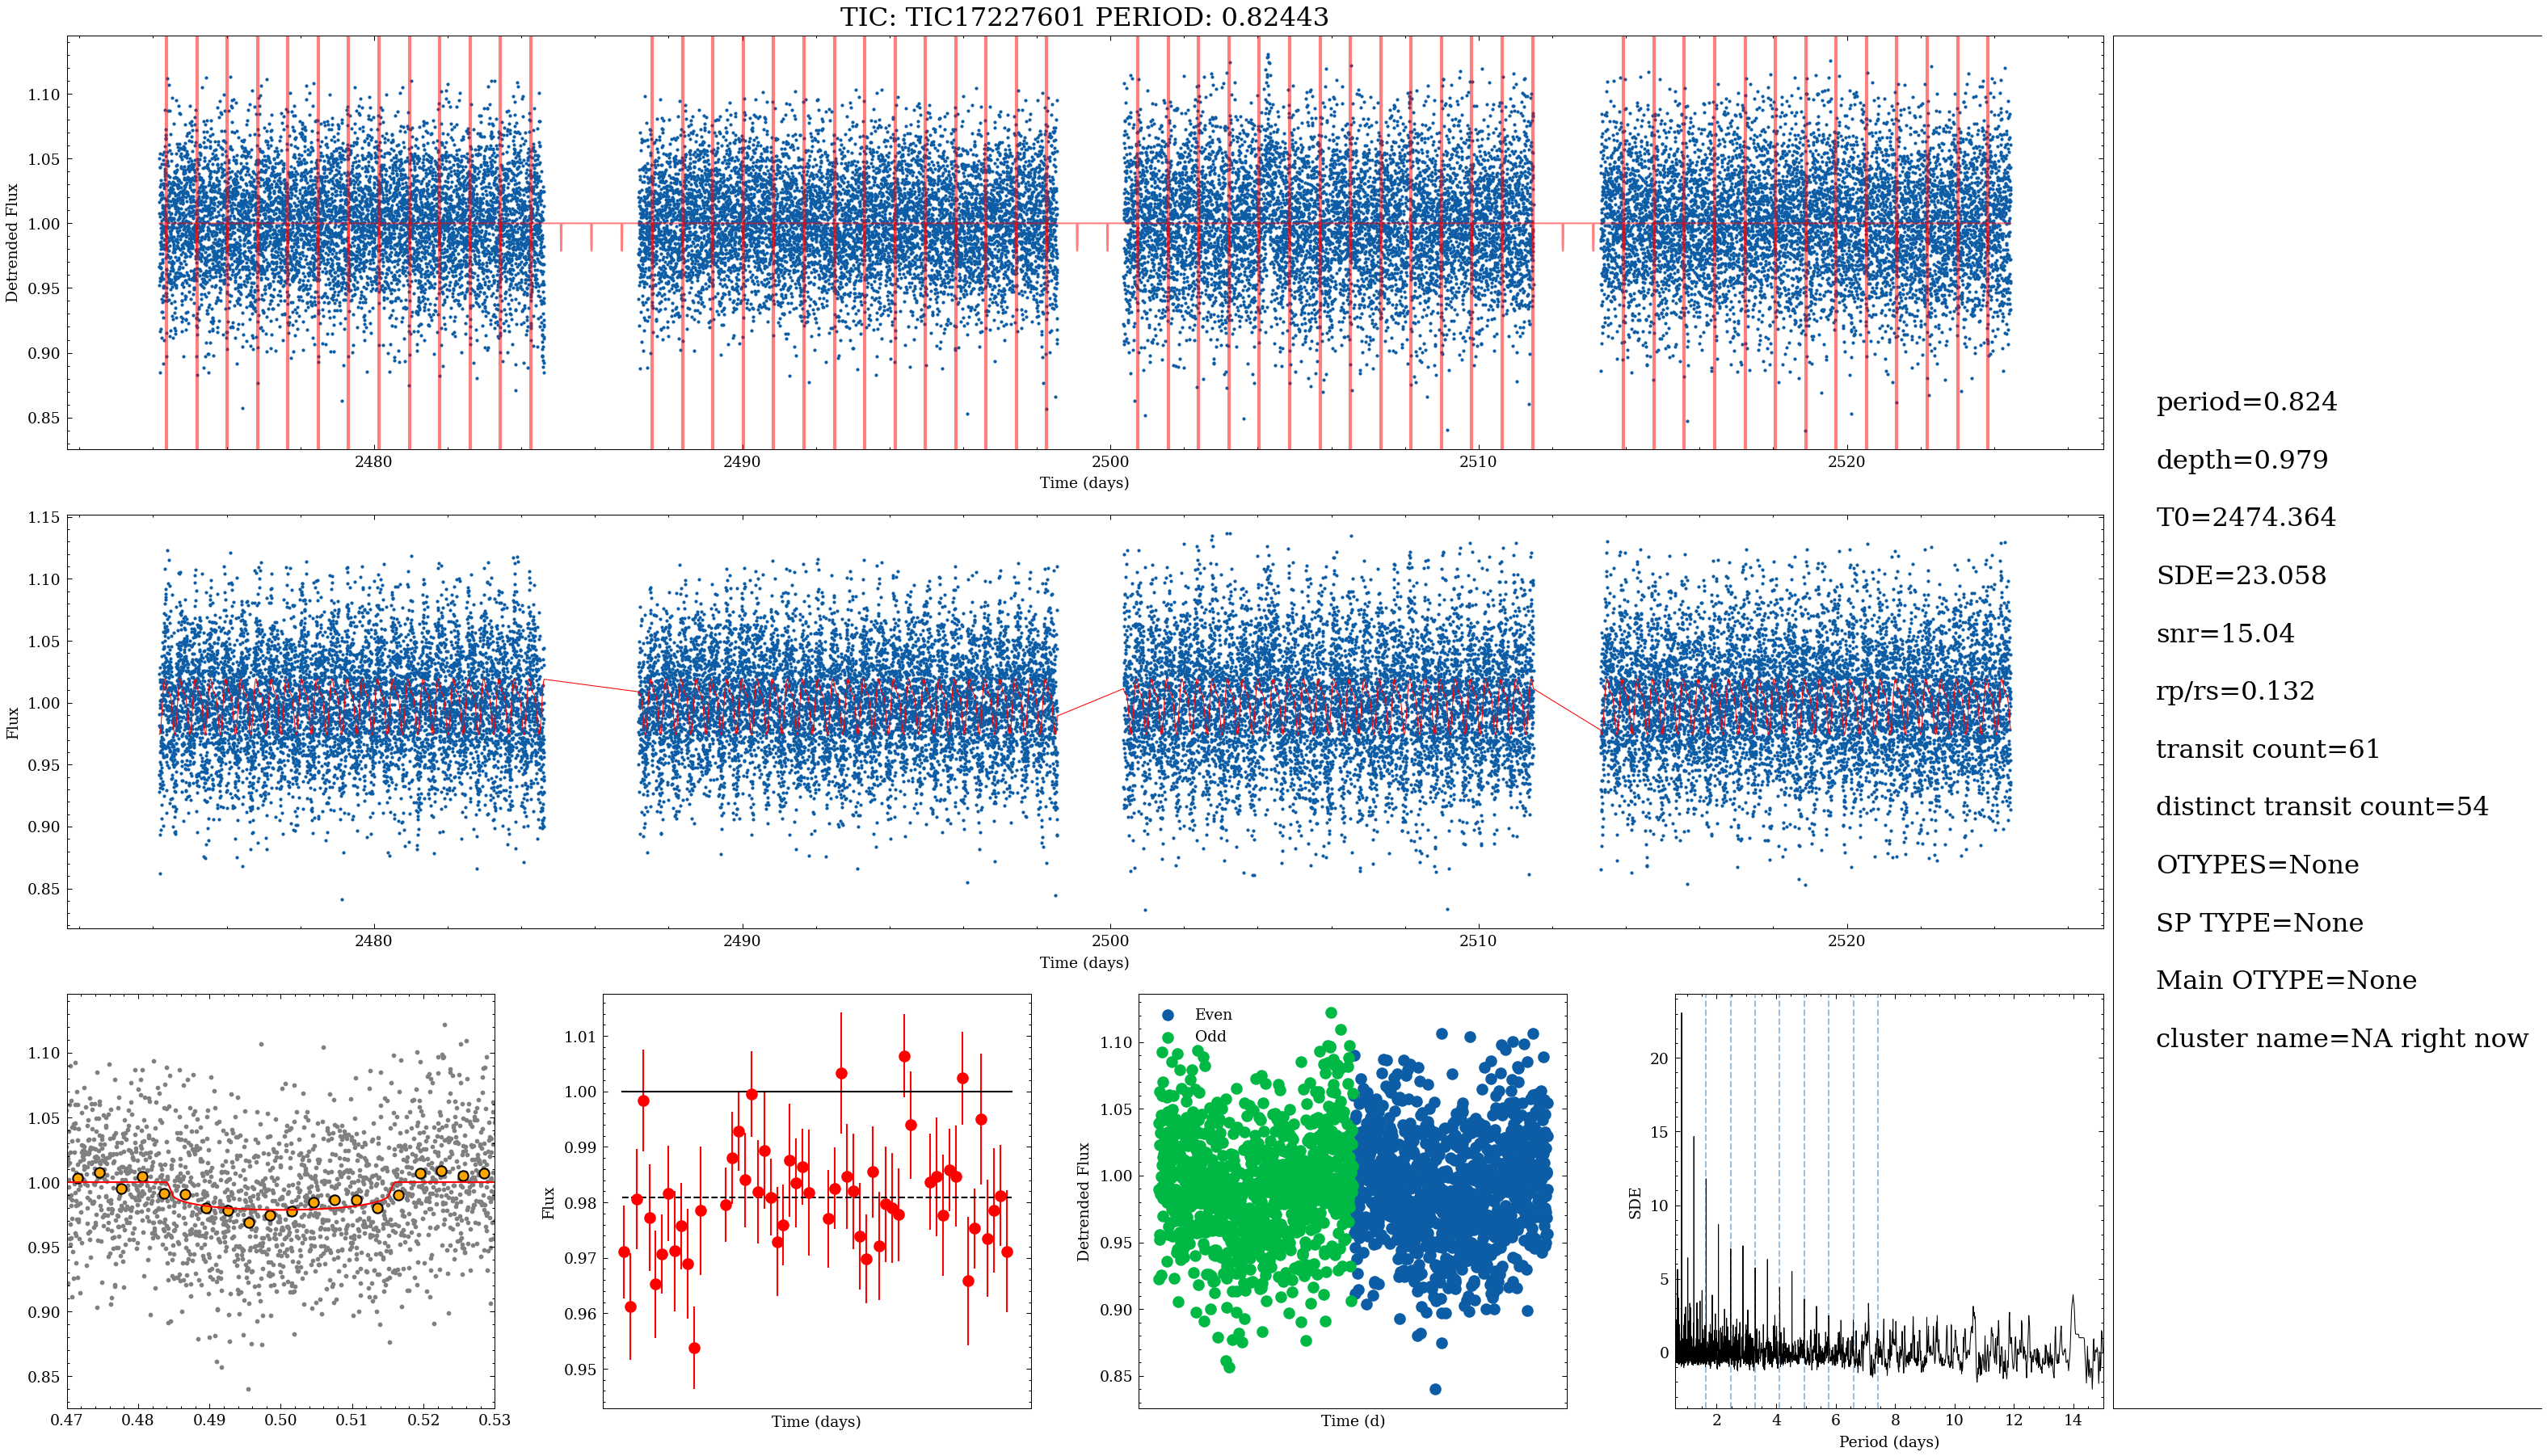 TIC: TIC17227601 PERIOD: 0.82443
Detrended Flux
1.10
1.05
1.00
0.95
0.90
0.85
2480
2490
2500
2510
2520
Time (days)
Flux
1.15
1.10
1.05
1.00
0.95
0.90
0.85
2480
2490
2500
2510
2520
Time (days)
1.10
1.05
1.00
0.95
0.90
0.85
0.47
0.48
0.49
0.50
0.51
0.52
0.53
Flux
1.01
1.00
0.99
0.98
0.97
0.96
0.95
Time (days)
Detrended Flux
1.10
1.05
1.00
0.95
0.90
0.85
Even
Odd
Time (d)
SDE
20
15
10
5
0
2
4
6
8
10
12
14
Period (days)
period=0.824
depth=0.979
T0=2474.364
SDE=23.058
snr=15.04
rp/rs=0.132
transit count=61
distinct transit count=54
OTYPES=None
SP TYPE=None
Main OTYPE=None
cluster name=NA right now